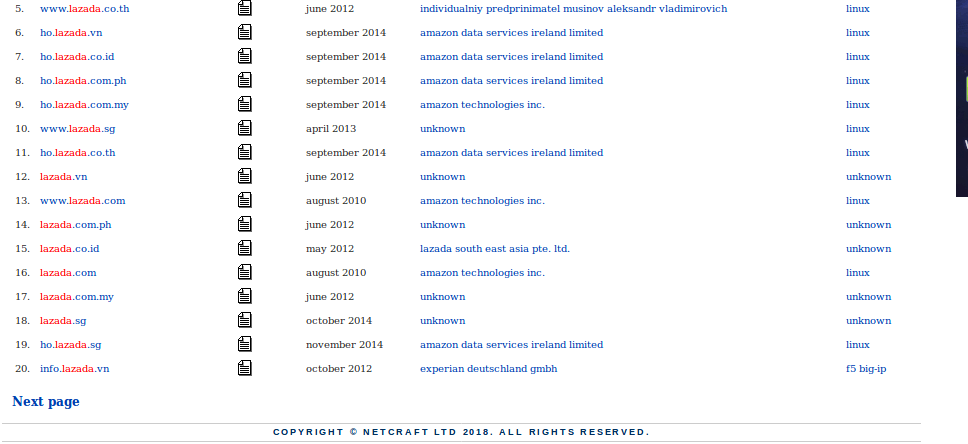 5. www.lazada.co.th june 2012 individualniy predprinimatel musinov aleksandr vladimirovich linux
6. ho.lazada.vn september 2014 amazon data services ireland limited linux
7. ho.lazada.co.id september 2014 amazon data services ireland limited linux
8. ho.lazada.com.ph september 2014 amazon data services ireland limited linux
9. ho.lazada.com.my september 2014 amazon technologies inc. linux
10. www.lazada.sg april 2013 unknown linux
11. ho.lazada.co.th september 2014 amazon data services ireland limited linux
12. lazada.vn june 2012 unknown unknown
13. www.lazada.com august 2010 amazon technologies inc. linux
14. lazada.com.ph june 2012 unknown unknown
15. lazada.co.id may 2012 lazada south east asia pte. ltd. unknown
16. lazada.com august 2010 amazon technologies inc. linux
17. lazada.com.my june 2012 unknown unknown
18. lazada.sg october 2014 unknown unknown
19. ho.lazada.sg november 2014 amazon data services ireland limited linux
20. info.lazada.vn october 2012 experian deutschland gmbh f5 big-ip
Next page
COPYRIGHT © NETCRAFT LTD 2018. ALL RIGHTS RESERVED.